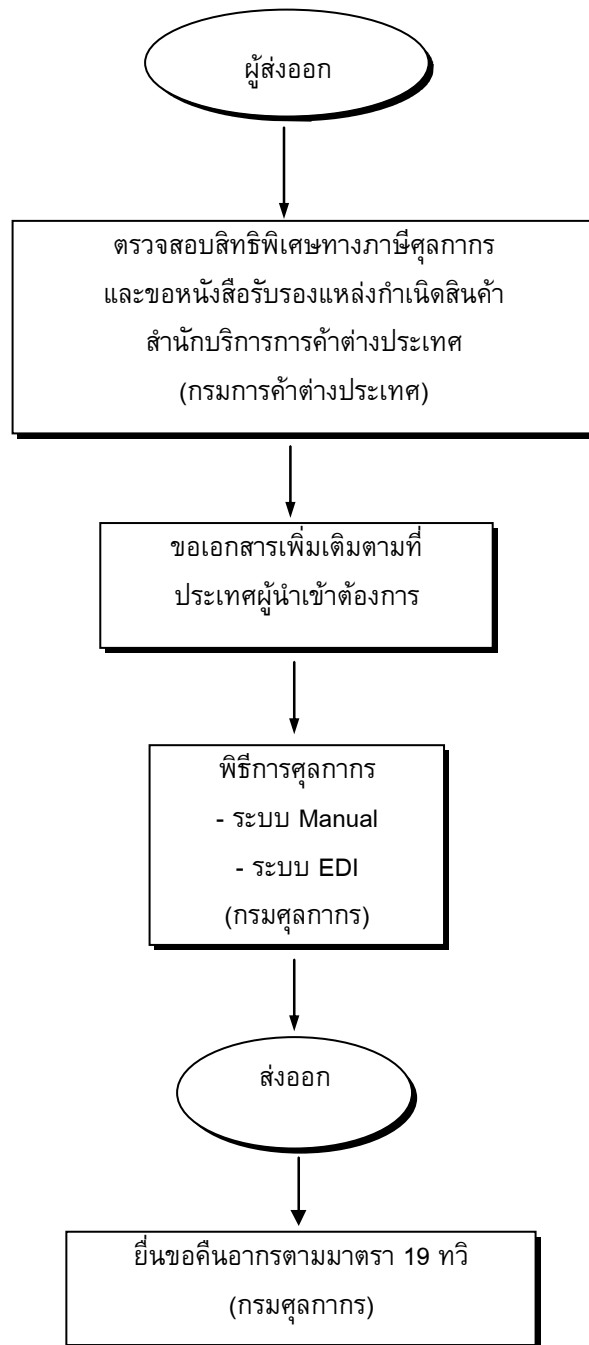 ผู้ส่งออก
ตรวจสอบสิทธิพิเศษทางภาษีศุลกากร
และขอหนังสือรับรองแหล่งกำเนิดสินค้า
สำนักบริการการค้าต่างประเทศ
(กรมการค้าต่างประเทศ)
ขอเอกสารเพิ่มเติมตามที่
ประเทศผู้นำเข้าต้องการ
พิธีการศุลกากร
- ระบบ Manual
- ระบบ EDI
(กรมศุลกากร)
ส่งออก
ยื่นขอคืนอากรตามมาตรา 19 ทวิ
(กรมศุลกากร)